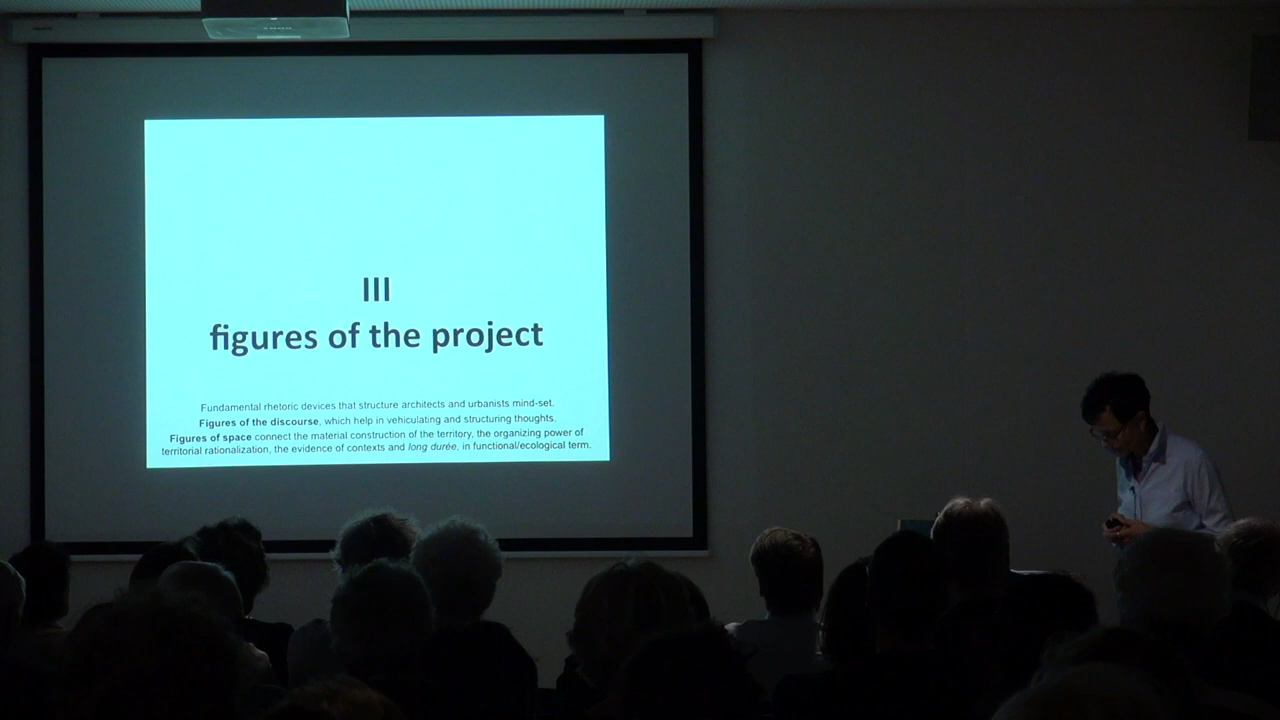 III
figures of the project
Fundamental rhetoric devices that structure architects and urbanists mind-set.
Figures of the discourse, which help in vehiculating and structuring thoughts.
Figures of space connect the material construction of the territory, the organizing power of
territorial rationalization, the evidence of contexts and long durée, in functional/ecological term.